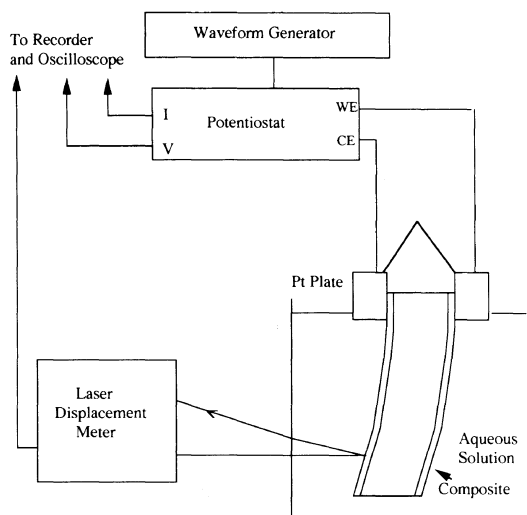 Waveform Generator
To Recorder
and Oscilloscope
I
WE
Potentiostat
V
CE
Pt Plate
Laser
Displacement
Meter
Aqueous
Solution
Composite